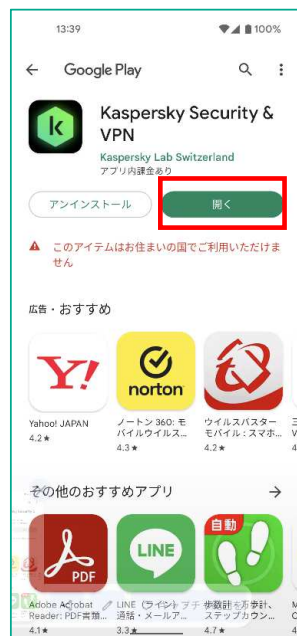 13:39
100%
Google Play
Kaspersky Security &
VPN
Kaspersky Lab Switzerland
アプリ内課金あり
アンインストール
開く
このアイテムはお住まいの国でご利用いただけま
せん
広告・おすすめ
Y!
norton
Yahoo! JAPAN
4.2★
ノートン 360: モ
バイルウイルス...
4.3★
ウイルスバスター
モバイル : スマホ...
4.2★
その他のおすすめアプリ
PDF
LINE
自動
Adobe Acrobat
Reader: PDF書類...
4.1★
LINE (ライン)
通話・メールア...
3.3★
歩数計 万歩計、
ステップカウン...
4.7★